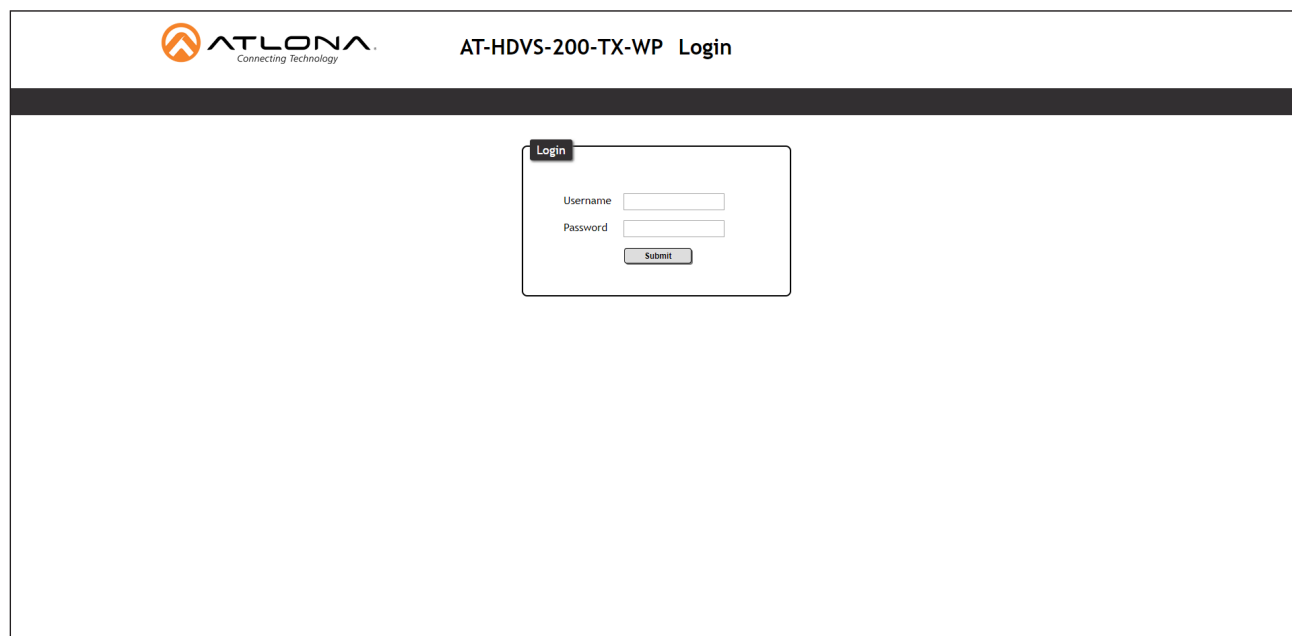 ATLONA.
Connecting Technology
AT-HDVS-200-TX-WP Login
Login
Username
Password
Submit